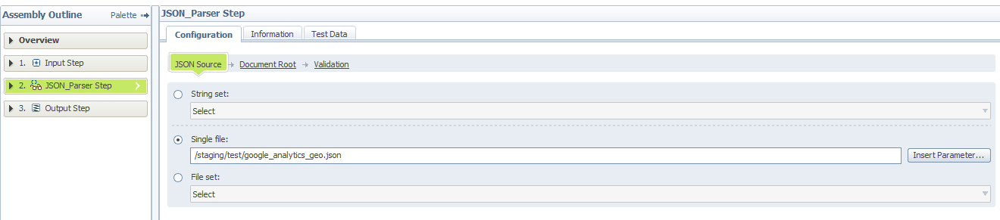 Assembly Outline
Palette
Overview
1. Input Step
2. JSON_Parser Step
3. Output Step
JSON_Parser Step
Configuration
Information
Test Data
JSON Source
Document Root
Validation
String set:
Select
Single file:
/staging/test/google_analytics_geo.json
Insert Parameter...
File set:
Select